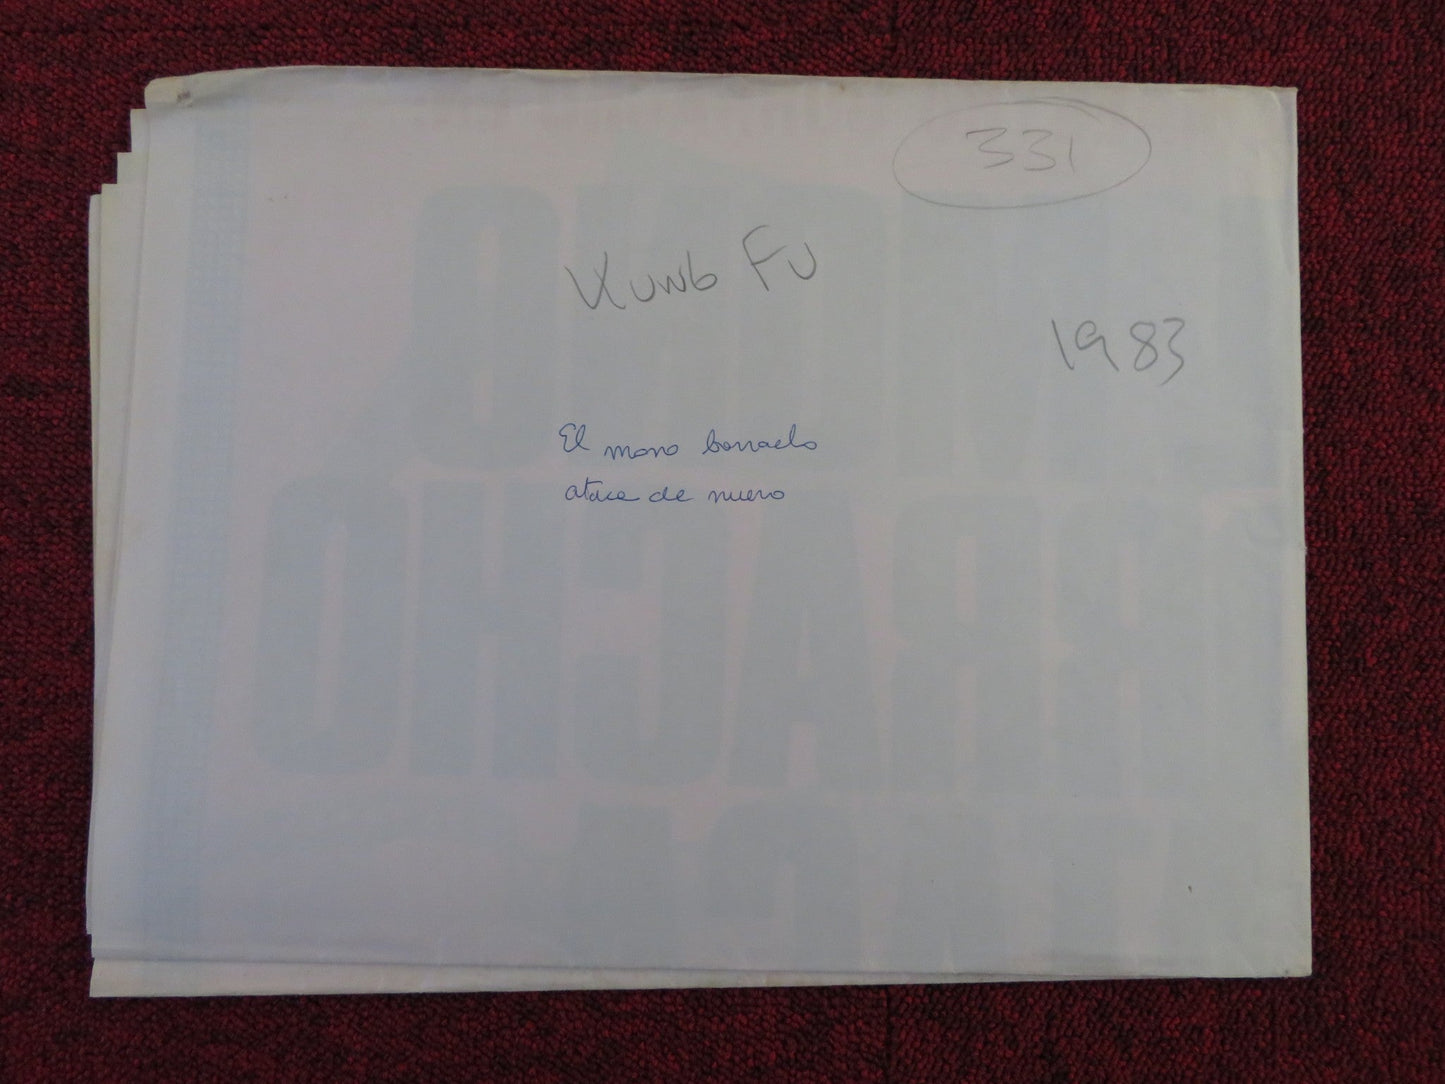 331
Kung Fu
1983
El mono borracho
ataca de nuevo